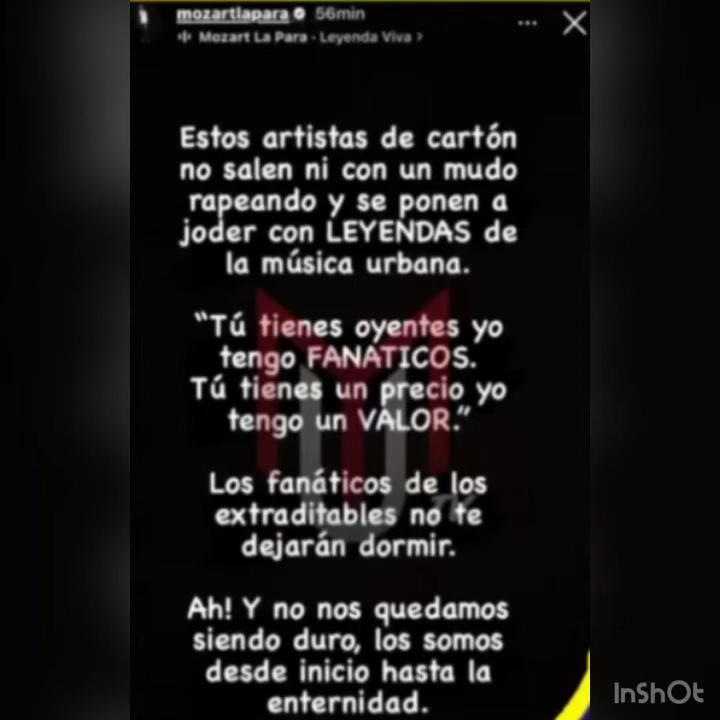 mozartlapara 56min
Mozart La Para · Leyenda Viva >
Estos artistas de cartón
no salen ni con un mudo
rapeando y se ponen a
joder con LEYENDAS de
la música urbana.
“Tú tienes oyentes yo
tengo FANATICOS.
Tú tienes un precio yo
tengo un VALOR.”
Los fanáticos de los
extraditables no te
dejarán dormir.
Ah! Y no nos quedamos
siendo duro, los somos
desde inicio hasta la
enternidad.
TV
InShOt